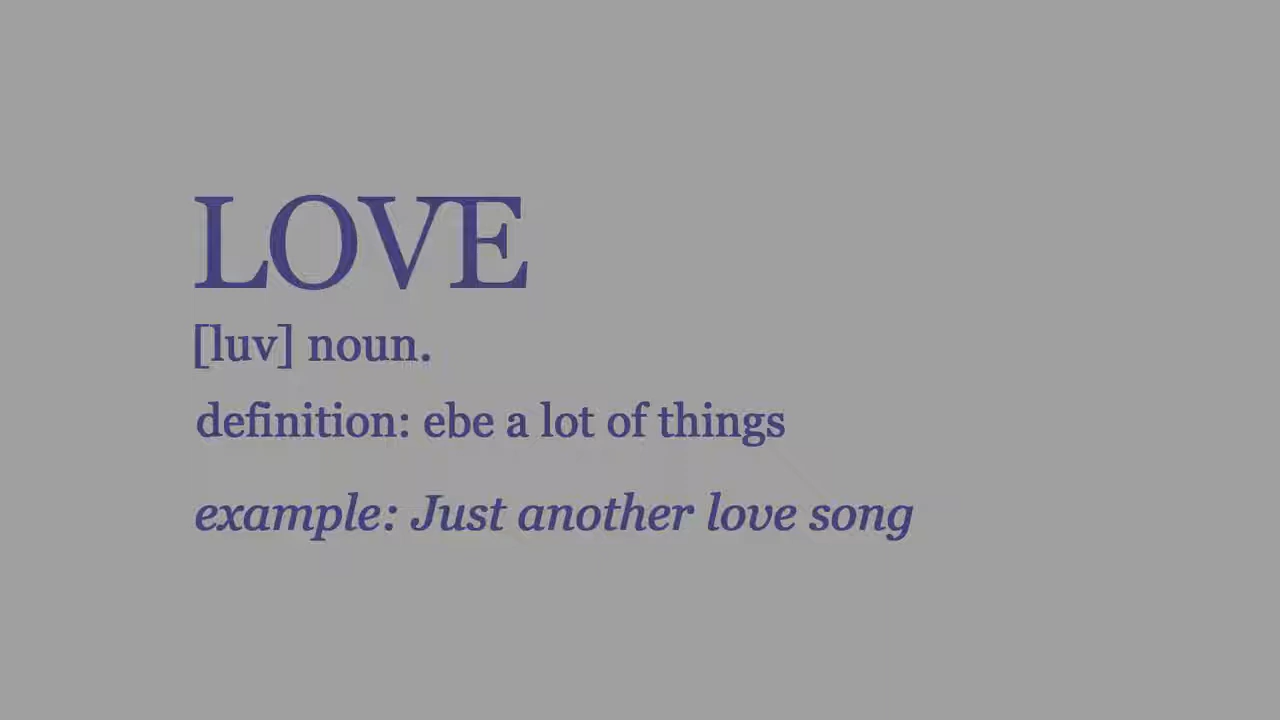 LOVE
[luv] noun.
definition: ebe a lot of things
example: Just another love song